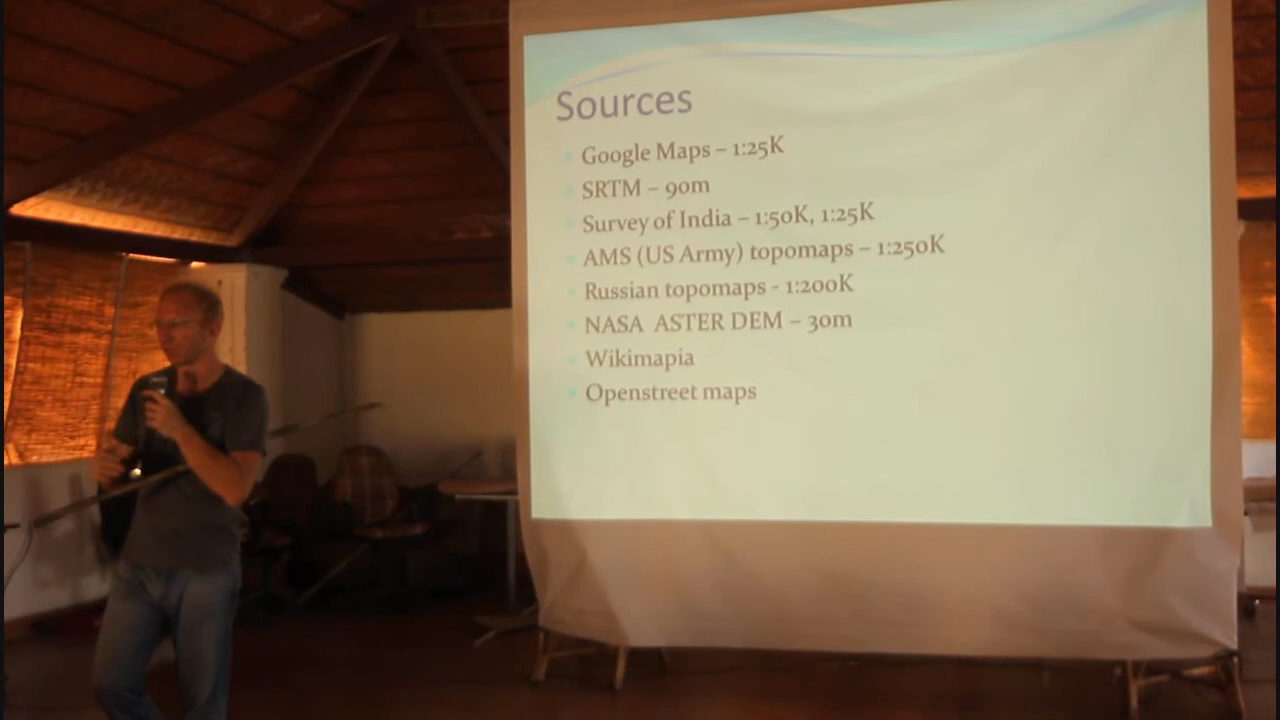 Sources
Google Maps – 1:25K
SRTM – 90m
Survey of India – 1:50K, 1:25K
AMS (US Army) topomaps – 1:250K
Russian topomaps - 1:200K
NASA ASTER DEM – 30m
Wikimapia
Openstreet maps